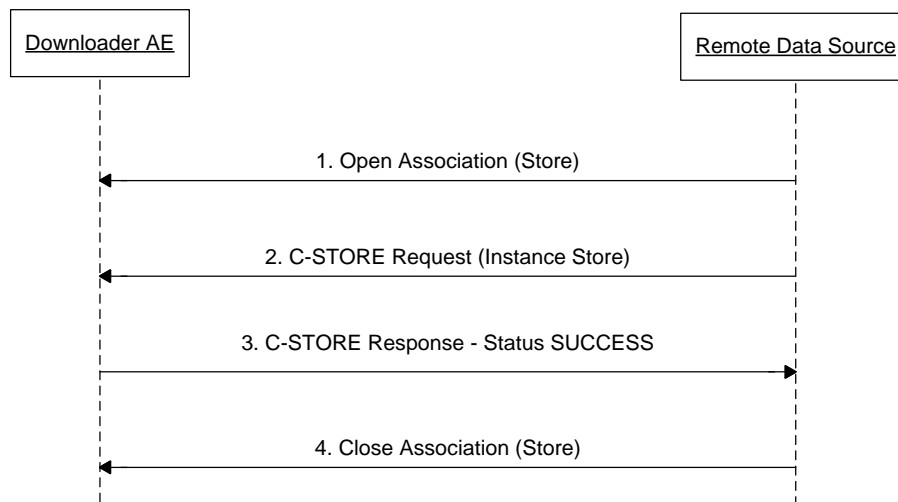 Downloader AE
Remote Data Source
1. Open Association (Store)
2. C-STORE Request (Instance Store)
3. C-STORE Response - Status SUCCESS
4. Close Association (Store)